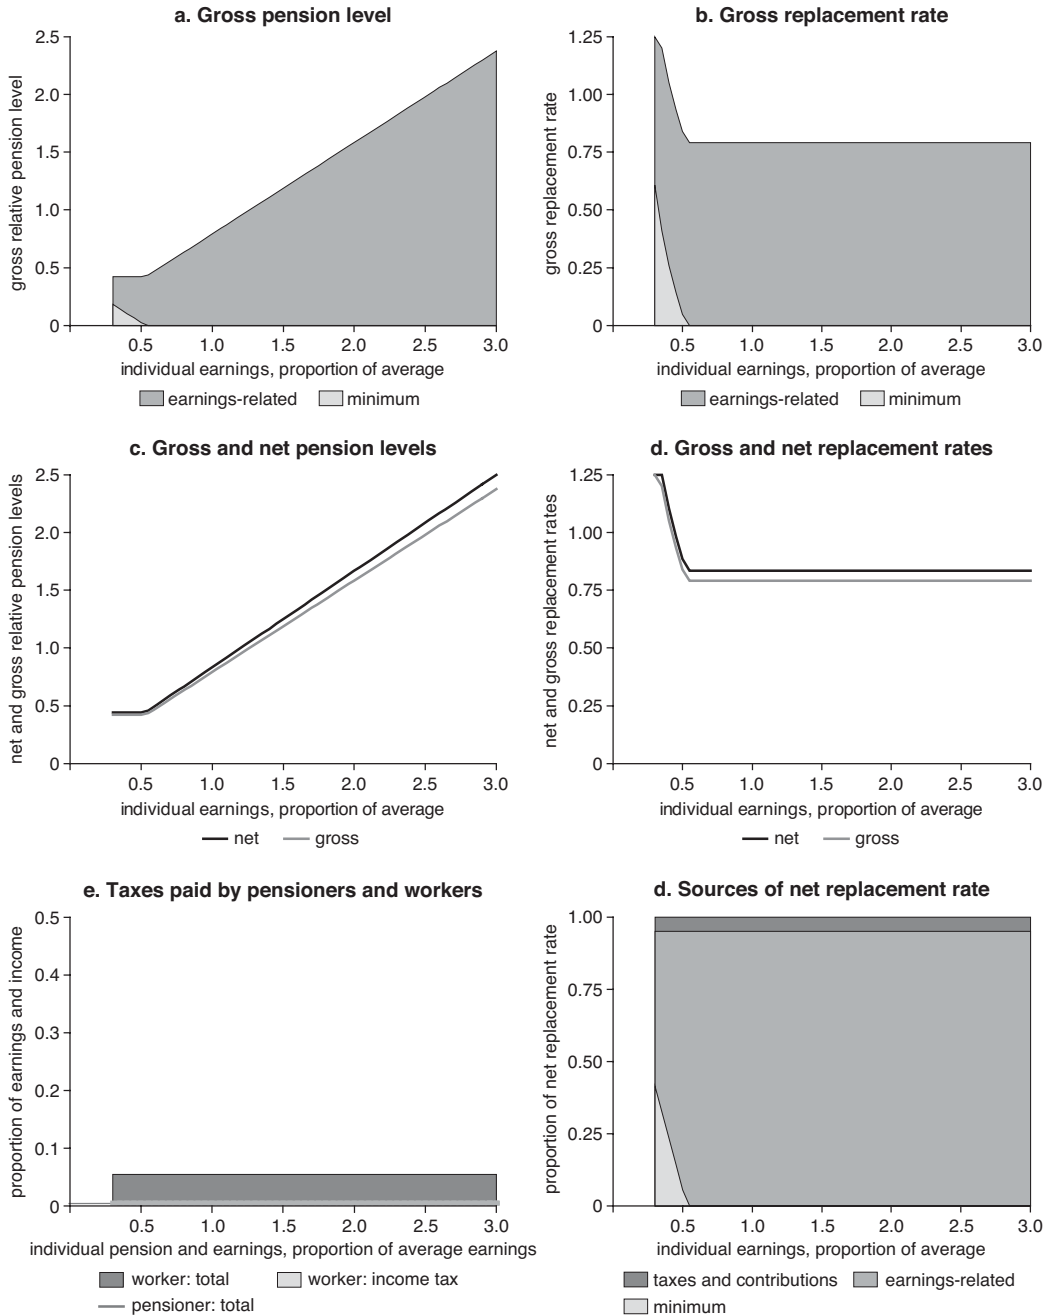 a. Gross pension level
gross relative pension level
2.5
2.0
1.5
1.0
0.5
0
0.5 1.0 1.5 2.0 2.5 3.0
individual earnings, proportion of average
earnings-related minimum
b. Gross replacement rate
gross replacement rate
1.25
1.00
0.75
0.50
0.25
0
0.5 1.0 1.5 2.0 2.5 3.0
individual earnings, proportion of average
earnings-related minimum
c. Gross and net pension levels
net and gross relative pension levels
2.5
2.0
1.5
1.0
0.5
0
0.5 1.0 1.5 2.0 2.5 3.0
individual earnings, proportion of average
net gross
d. Gross and net replacement rates
net and gross replacement rates
1.25
1.00
0.75
0.50
0.25
0
0.5 1.0 1.5 2.0 2.5 3.0
individual earnings, proportion of average
net gross
e. Taxes paid by pensioners and workers
proportion of earnings and income
0.5
0.4
0.3
0.2
0.1
0
0.5 1.0 1.5 2.0 2.5 3.0
individual pension and earnings, proportion of average earnings
worker: total worker: income tax
pensioner: total
d. Sources of net replacement rate
proportion of net replacement rate
1.00
0.75
0.50
0.25
0
0.5 1.0 1.5 2.0 2.5 3.0
individual earnings, proportion of average
taxes and contributions earnings-related
minimum